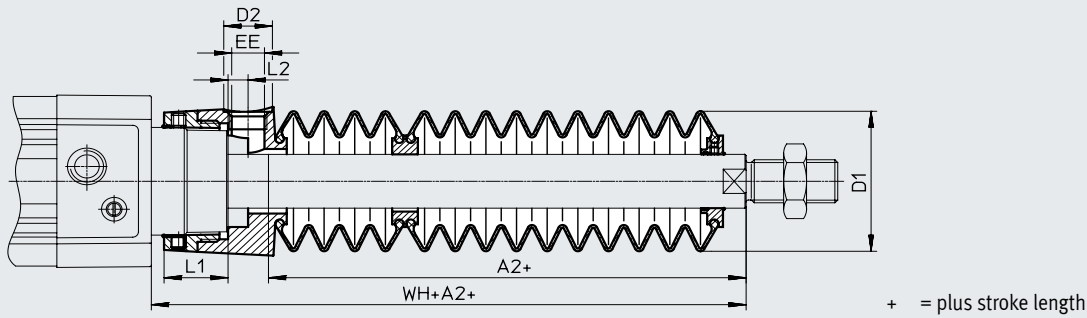 D2
EE
L2
D1
L1
A2+
WH+A2+
+ = plus stroke length